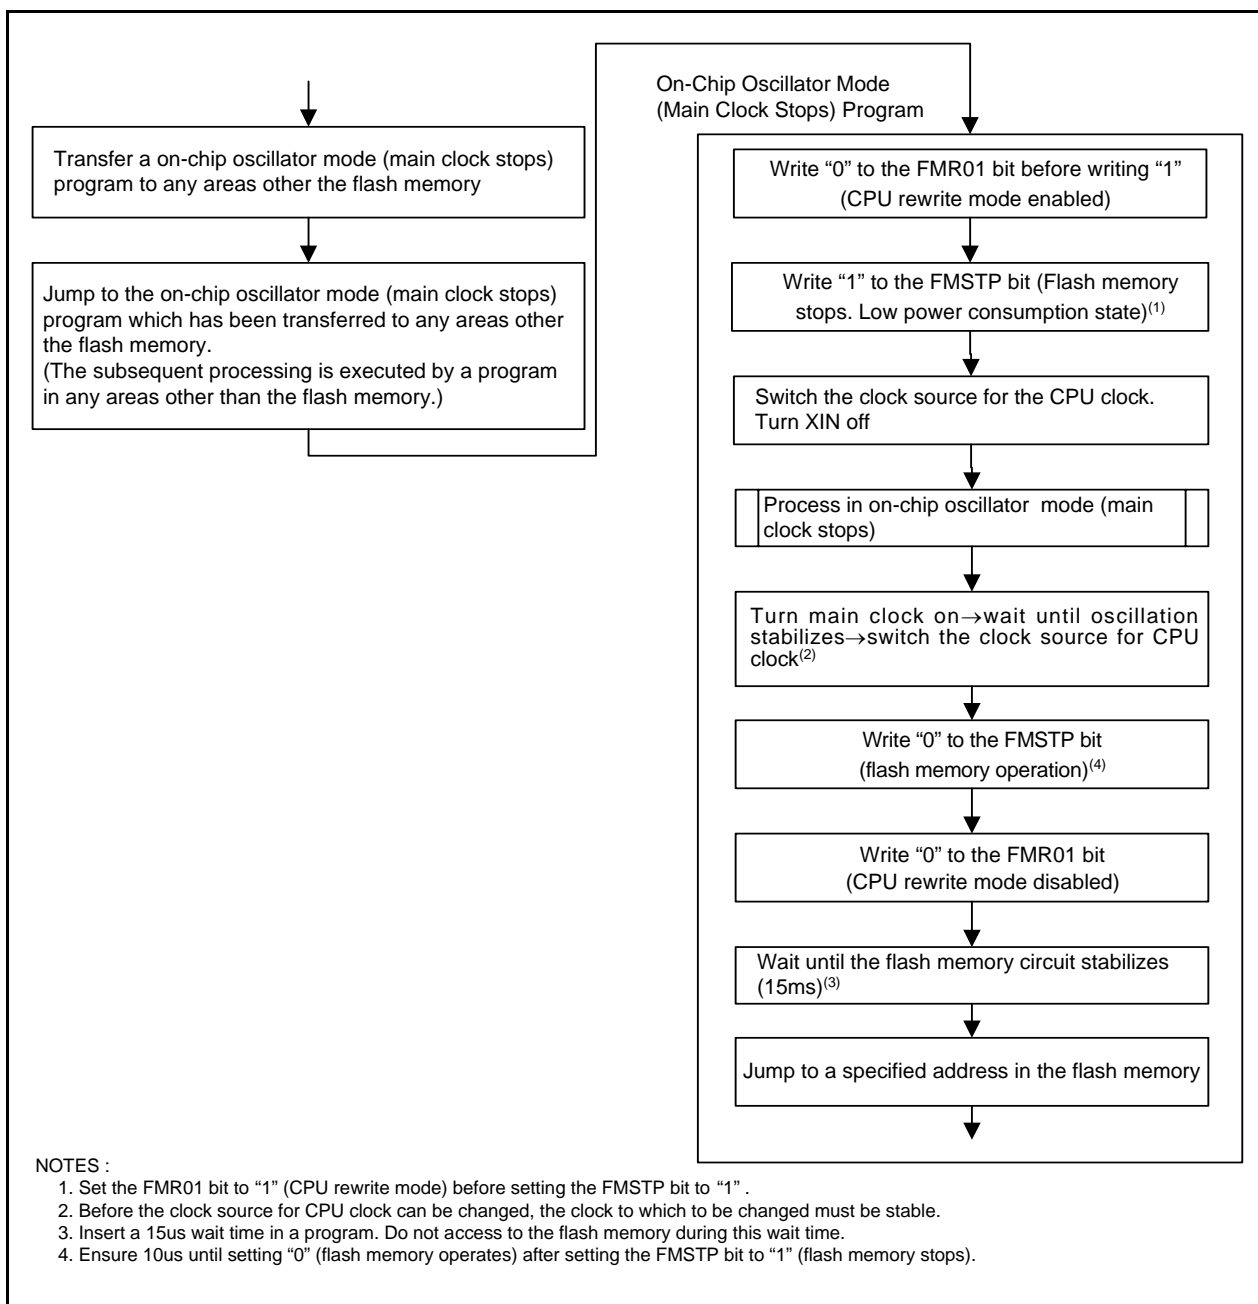 Transfer a on-chip oscillator mode (main clock stops)
program to any areas other the flash memory
Jump to the on-chip oscillator mode (main clock stops)
program which has been transferred to any areas other
the flash memory.
(The subsequent processing is executed by a program
in any areas other than the flash memory.)
On-Chip Oscillator Mode
(Main Clock Stops) Program
Write “0” to the FMR01 bit before writing “1”
(CPU rewrite mode enabled)
Write “1” to the FMSTP bit (Flash memory
stops. Low power consumption state)(1)
Switch the clock source for the CPU clock.
Turn XIN off
Process in on-chip oscillator mode (main
clock stops)
Turn main clock on→wait until oscillation
stabilizes→switch the clock source for CPU
clock(2)
Write “0” to the FMSTP bit
(flash memory operation)(4)
Write “0” to the FMR01 bit
(CPU rewrite mode disabled)
Wait until the flash memory circuit stabilizes
(15ms)(3)
Jump to a specified address in the flash memory
NOTES :
1. Set the FMR01 bit to “1” (CPU rewrite mode) before setting the FMSTP bit to “1” .
2. Before the clock source for CPU clock can be changed, the clock to which to be changed must be stable.
3. Insert a 15us wait time in a program. Do not access to the flash memory during this wait time.
4. Ensure 10us until setting “0” (flash memory operates) after setting the FMSTP bit to “1” (flash memory stops).